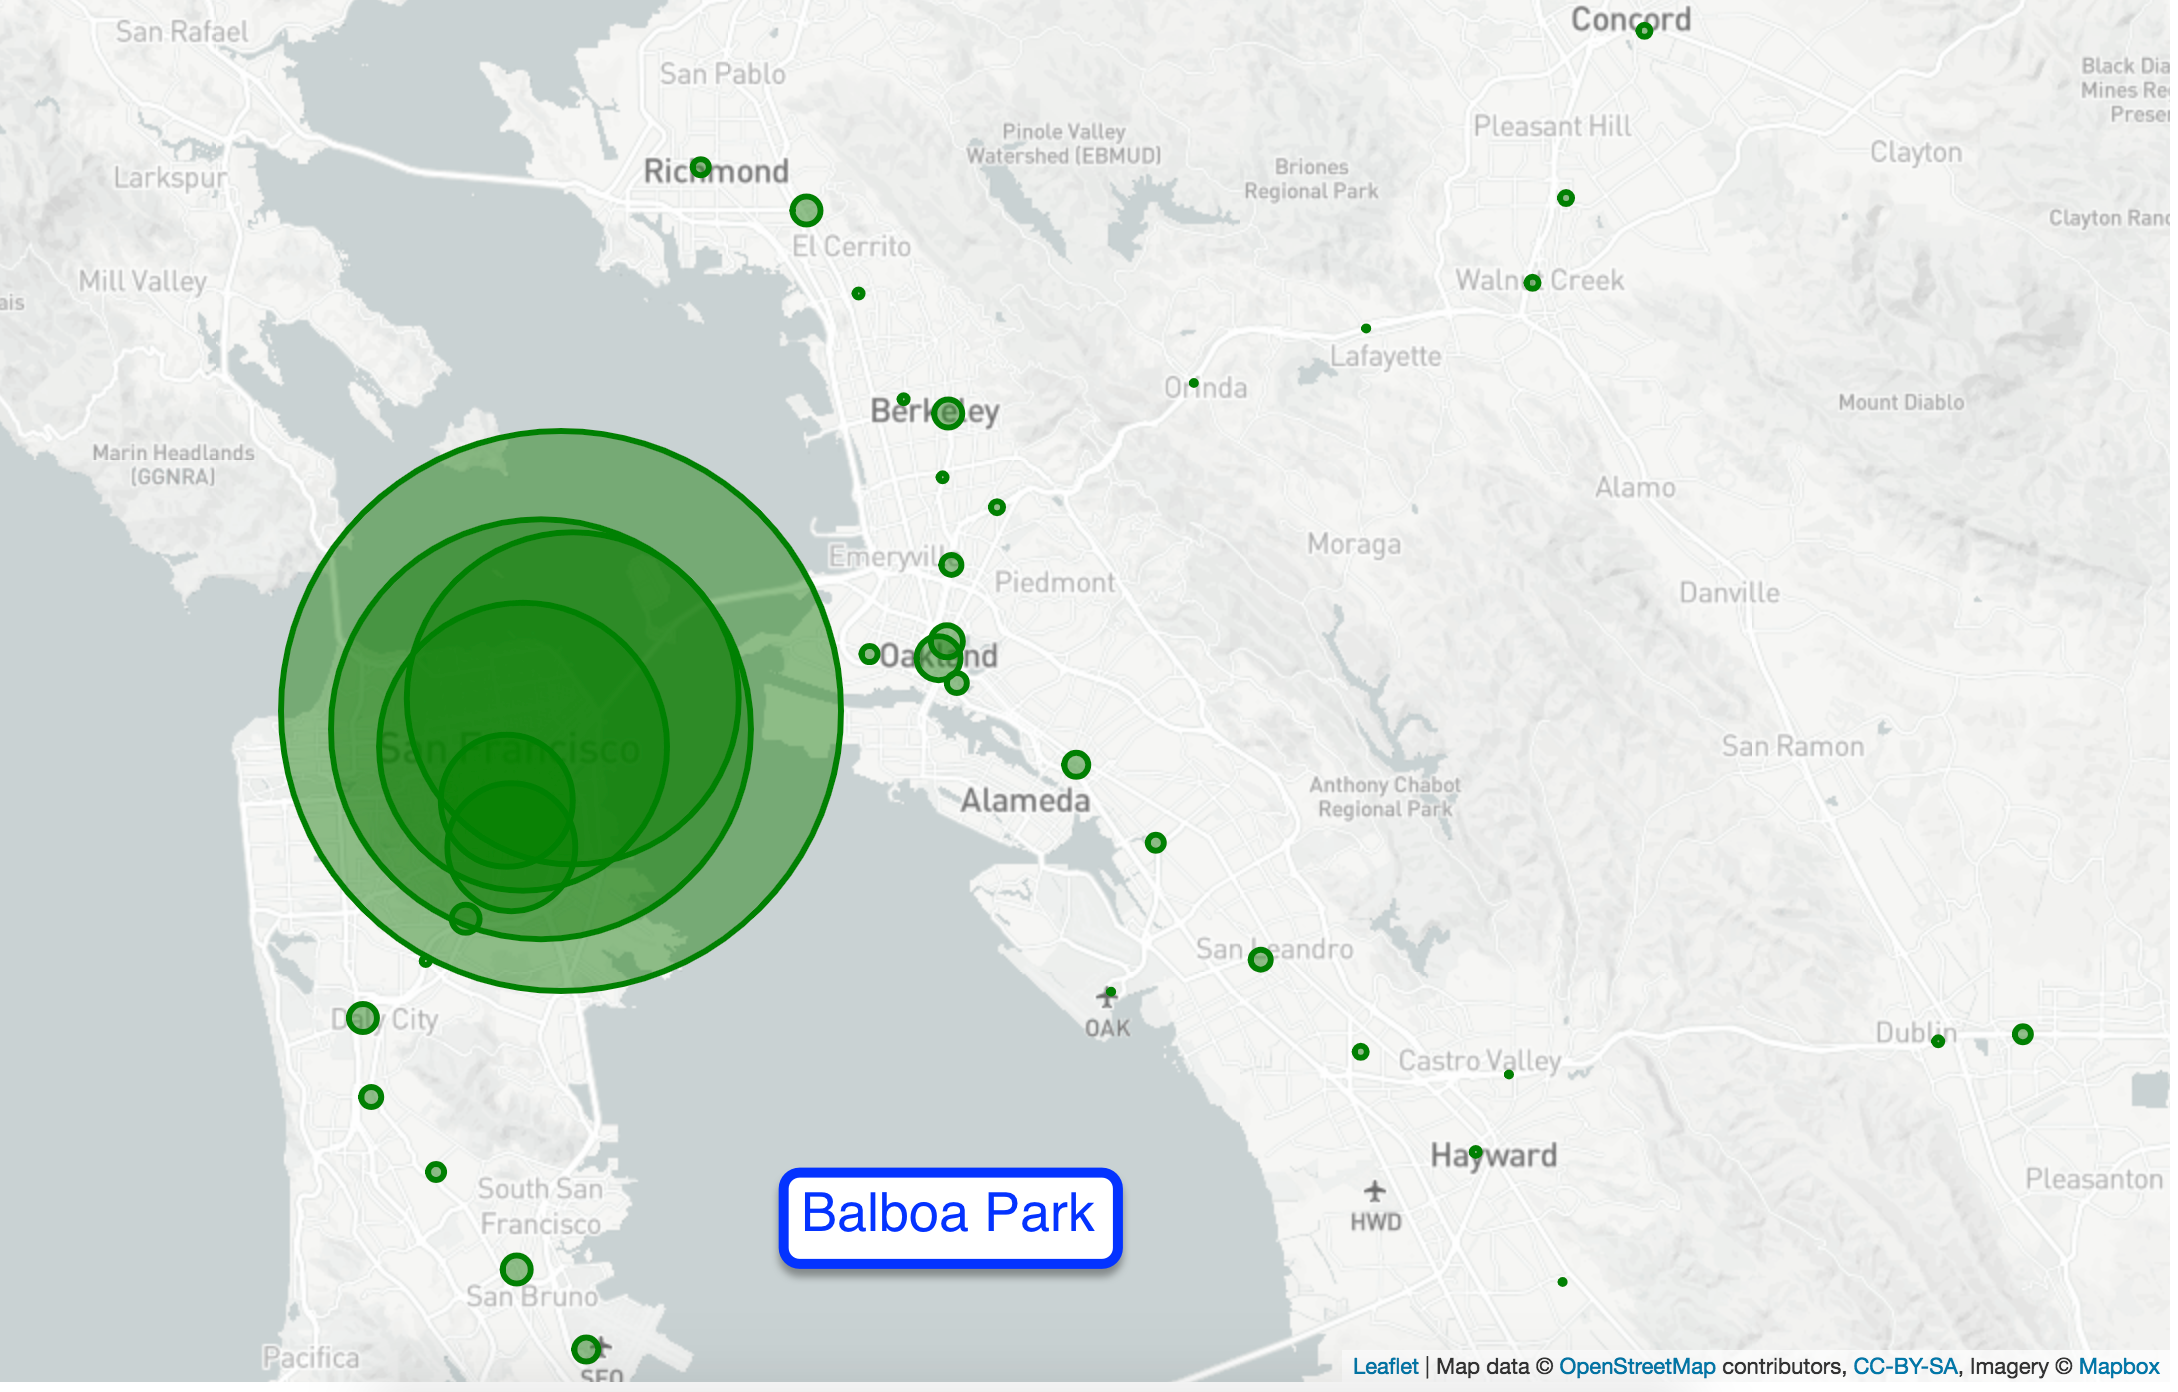 San Rafael
San Pablo
Concord
Black Dia
Mines Re
Preser
Pleasant Hill
Pinole Valley
Watershed (EBMUD)
Briones
Regional Park
Clayton
Larkspur
Richmond
Clayton Ranc
El Cerrito
Mill Valley
Walnut Creek
ais
Lafayette
Orinda
Mount Diablo
Berkeley
Marin Headlands
(GGNRA)
Alamo
Moraga
Emeryville
Piedmont
Danville
Oakland
San Francisco
San Ramon
Anthony Chabot
Regional Park
Alameda
San Leandro
Daly City
OAK
Dublin
Castro Valley
Hayward
Pleasanton
South San
Francisco
Balboa Park
HWD
San Bruno
Pacifica
SFO
Leaflet | Map data © OpenStreetMap contributors, CC-BY-SA, Imagery © Mapbox